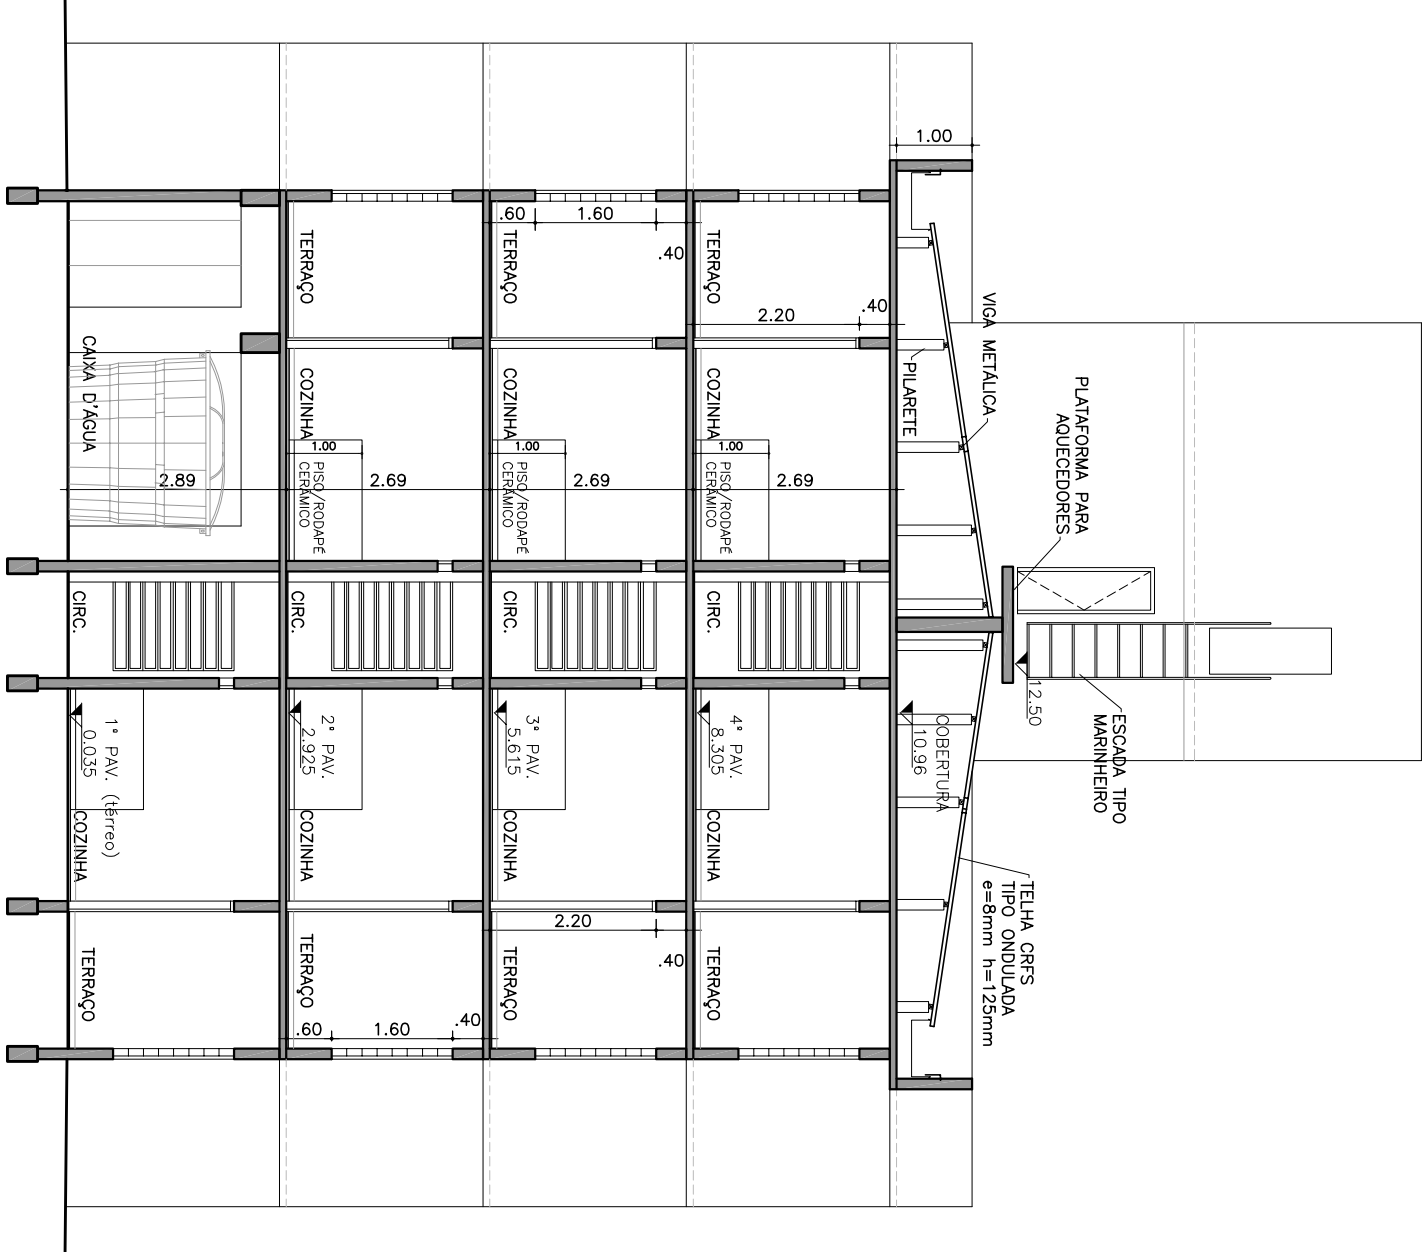 1.00
.60
1.60
.40
2.20
.40
TERRAÇO
TERRAÇO
TERRAÇO
VIGA METÁLICA
PILARETE
PLATAFORMA PARA
AQUECEDORES
CAIXA D'ÁGUA
COZINHA
COZINHA
COZINHA
1.00
1.00
1.00
PISO/RODAPÉ
CERÂMICO
PISO/RODAPÉ
CERÂMICO
PISO/RODAPÉ
CERÂMICO
2.89
2.69
2.69
2.69
CIRC.
CIRC.
CIRC.
CIRC.
12.50
ESCADA TIPO
MARINHEIRO
1° PAV. (térreo)
0.035
2° PAV.
2.925
3° PAV.
5.615
4° PAV.
8.305
COBERTURA
10.96
COZINHA
COZINHA
COZINHA
COZINHA
TELHA CRFS
TIPO ONDULADA
e=8mm h=125mm
2.20
.40
TERRAÇO
TERRAÇO
TERRAÇO
TERRAÇO
.60
1.60
.40